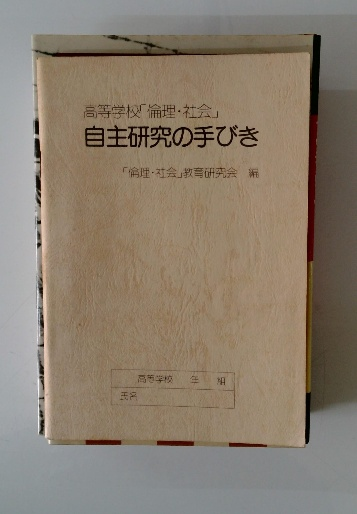 高等学校「倫理・社会」
自主研究の手びき
「倫理・社会」教育研究会 編
高等学校 年 組
氏名